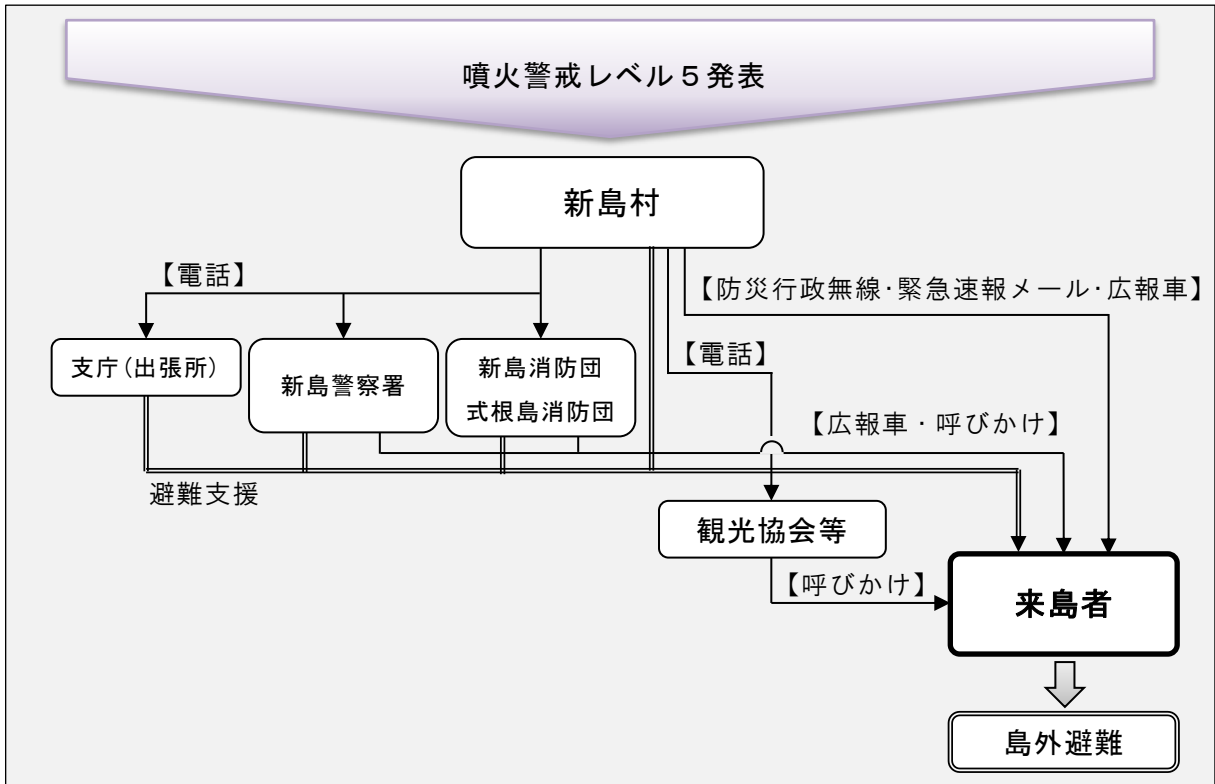 噴火警戒レベル５発表
新島村
【電話】
【防災行政無線･緊急速報メール･広報車】
支庁(出張所)
新島警察署
新島消防団
式根島消防団
【電話】
【広報車・呼びかけ】
避難支援
観光協会等
【呼びかけ】
来島者
島外避難